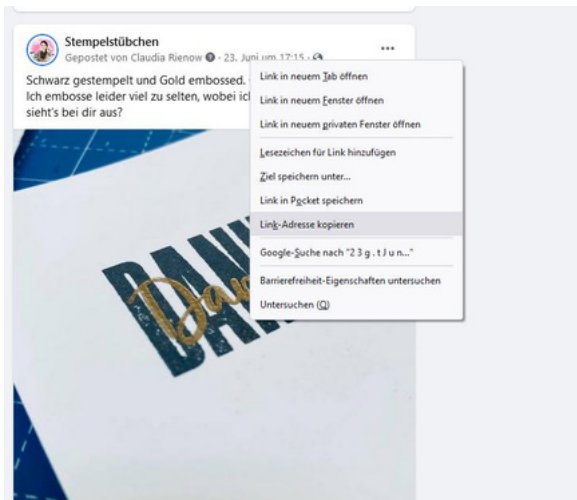 Stempelstübchen
Gepostet von Claudia Rienow · 23. Juni um 17:15 ·
Schwarz gestempelt und Gold embossed.
Ich embosse leider viel zu selten, wobei
sieht's bei dir aus?
Link in neuem Tab öffnen
Link in neuem Fenster öffnen
Link in neuem privaten Fenster öffnen
Lesezeichen für Link hinzufügen
Ziel speichern unter...
Link in Pocket speichern
Link-Adresse kopieren
Google-Suche nach "2 3 g . t J u n..."
Barrierefreiheit-Eigenschaften untersuchen
Untersuchen (Q)